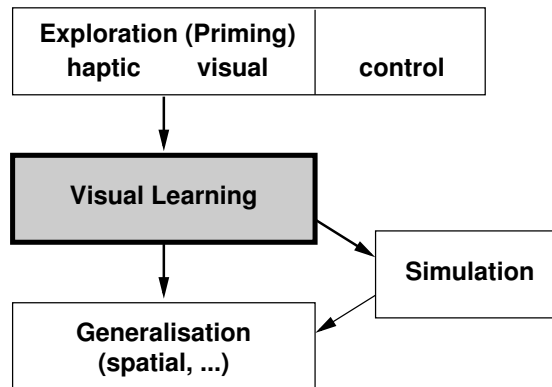 Exploration (Priming)
haptic visual control
Visual Learning
Simulation
Generalisation
(spatial, ...)